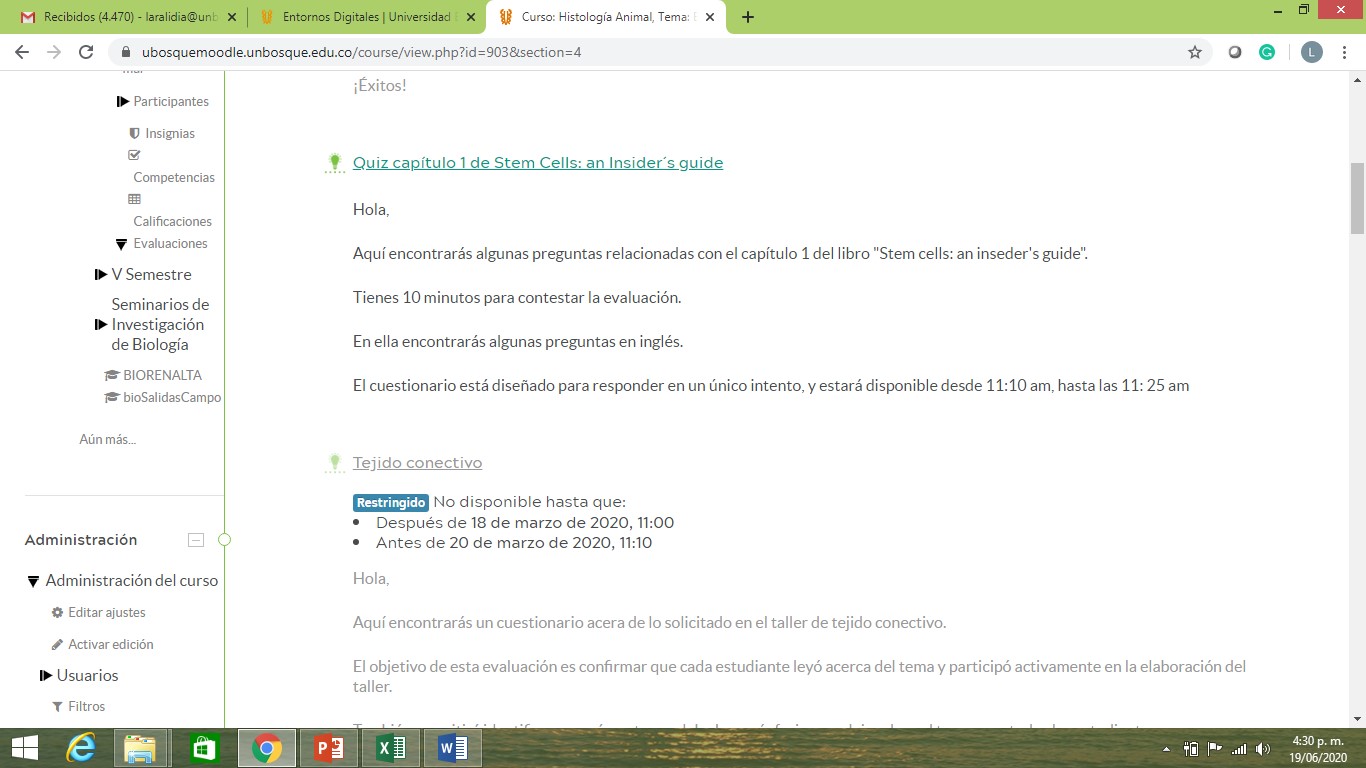 Recibidos (4.470) - laralidia@unb
Entornos Digitales | Universidad
Curso: Histología Animal, Tema:
ubosquemoodle.unbosque.edu.co/course/view.php?id=903&section=4
L
Participantes
Insignias
Competencias
Calificaciones
Evaluaciones
V Semestre
Seminarios de
Investigación
de Biología
BIORENALTA
bioSalidasCampo
Aún más...
Administración
Administración del curso
Editar ajustes
Activar edición
Usuarios
Filtros
¡Éxitos!
Quiz capítulo 1 de Stem Cells: an Insider´s guide
Hola,
Aquí encontrarás algunas preguntas relacionadas con el capítulo 1 del libro "Stem cells: an inseder's guide".
Tienes 10 minutos para contestar la evaluación.
En ella encontrarás algunas preguntas en inglés.
El cuestionario está diseñado para responder en un único intento, y estará disponible desde 11:10 am, hasta las 11: 25 am
Tejido conectivo
Restringido No disponible hasta que:
Después de 18 de marzo de 2020, 11:00
Antes de 20 de marzo de 2020, 11:10
Hola,
Aquí encontrarás un cuestionario acera de lo solicitado en el taller de tejido conectivo.
El objetivo de esta evaluación es confirmar que cada estudiante leyó acerca del tema y participó activamente en la elaboración del
taller.
4:30 p. m.
19/06/2020